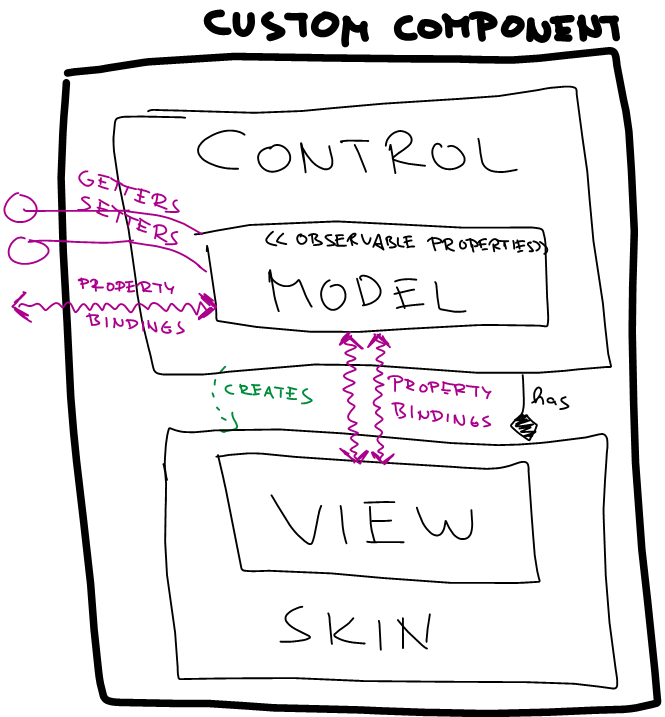 CUSTOM COMPONENT
CONTROL
GETTERS
SETTERS
<< OBSERVABLE PROPERTIES>>
MODEL
PROPERTY
BINDINGS
CREATES
PROPERTY
BINDINGS
has
VIEW
SKIN